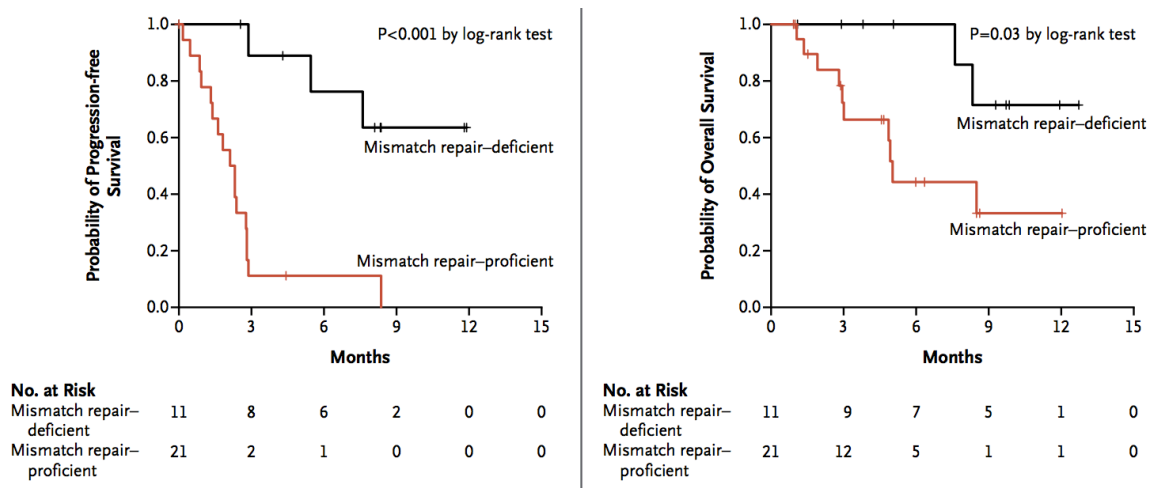 Probability of Progression-free
Survival
1.0
0.8
0.6
0.4
0.2
0.0
P<0.001 by log-rank test
Mismatch repair–deficient
Mismatch repair–proficient
0 3 6 9 12 15
Months
No. at Risk
Mismatch repair–
deficient
11 8 6 2 0 0
Mismatch repair–
proficient
21 2 1 0 0 0
Probability of Overall Survival
1.0
0.8
0.6
0.4
0.2
0.0
P=0.03 by log-rank test
Mismatch repair–deficient
Mismatch repair–proficient
0 3 6 9 12 15
Months
No. at Risk
Mismatch repair–
deficient
11 9 7 5 1 0
Mismatch repair–
proficient
21 12 5 1 1 0